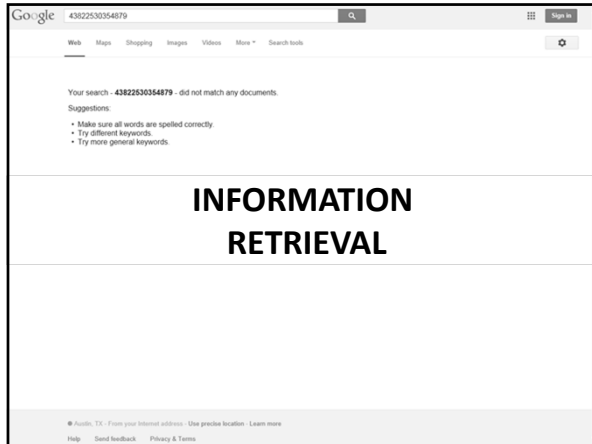 Google 43822530354879 Sign in
Web Maps Shopping Images Videos More Search tools
Your search - 43822530354879 - did not match any documents.
Suggestions:
• Make sure all words are spelled correctly.
• Try different keywords.
• Try more general keywords.
INFORMATION
RETRIEVAL
Austin, TX - From your Internet address - Use precise location - Learn more
Help Send feedback Privacy & Terms